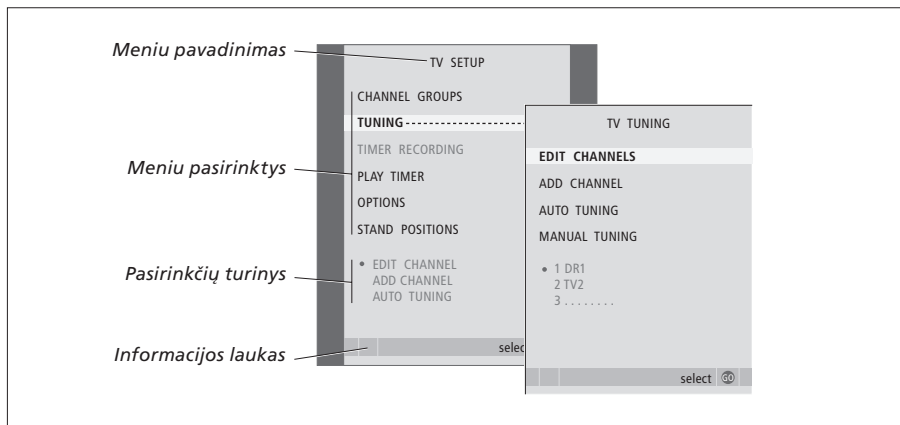 Meniu pavadinimas
TV SETUP
CHANNEL GROUPS
TUNING
TIMER RECORDING
Meniu pasirinktys
PLAY TIMER
OPTIONS
STAND POSITIONS
Pasirinkčių turinys
• EDIT CHANNEL
ADD CHANNEL
AUTO TUNING
Informacijos laukas
selec
TV TUNING
EDIT CHANNELS
ADD CHANNEL
AUTO TUNING
MANUAL TUNING
• 1 DR1
2 TV2
3 . . . . . . . .
select GO